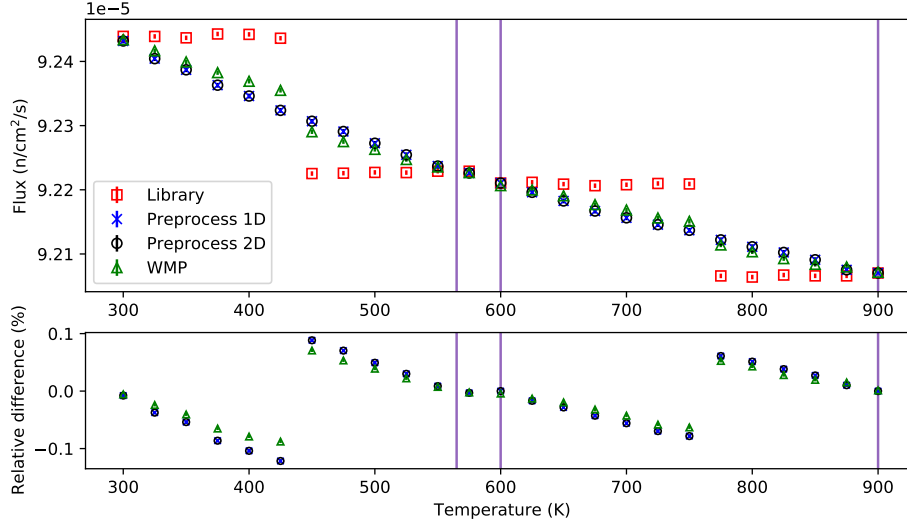 1e−5
Flux (n/cm²/s)
9.24
9.23
9.22
9.21
Library
Preprocess 1D
Preprocess 2D
WMP
300 400 500 600 700 800 900
Relative difference (%)
0.1
0.0
−0.1
300 400 500 600 700 800 900
Temperature (K)